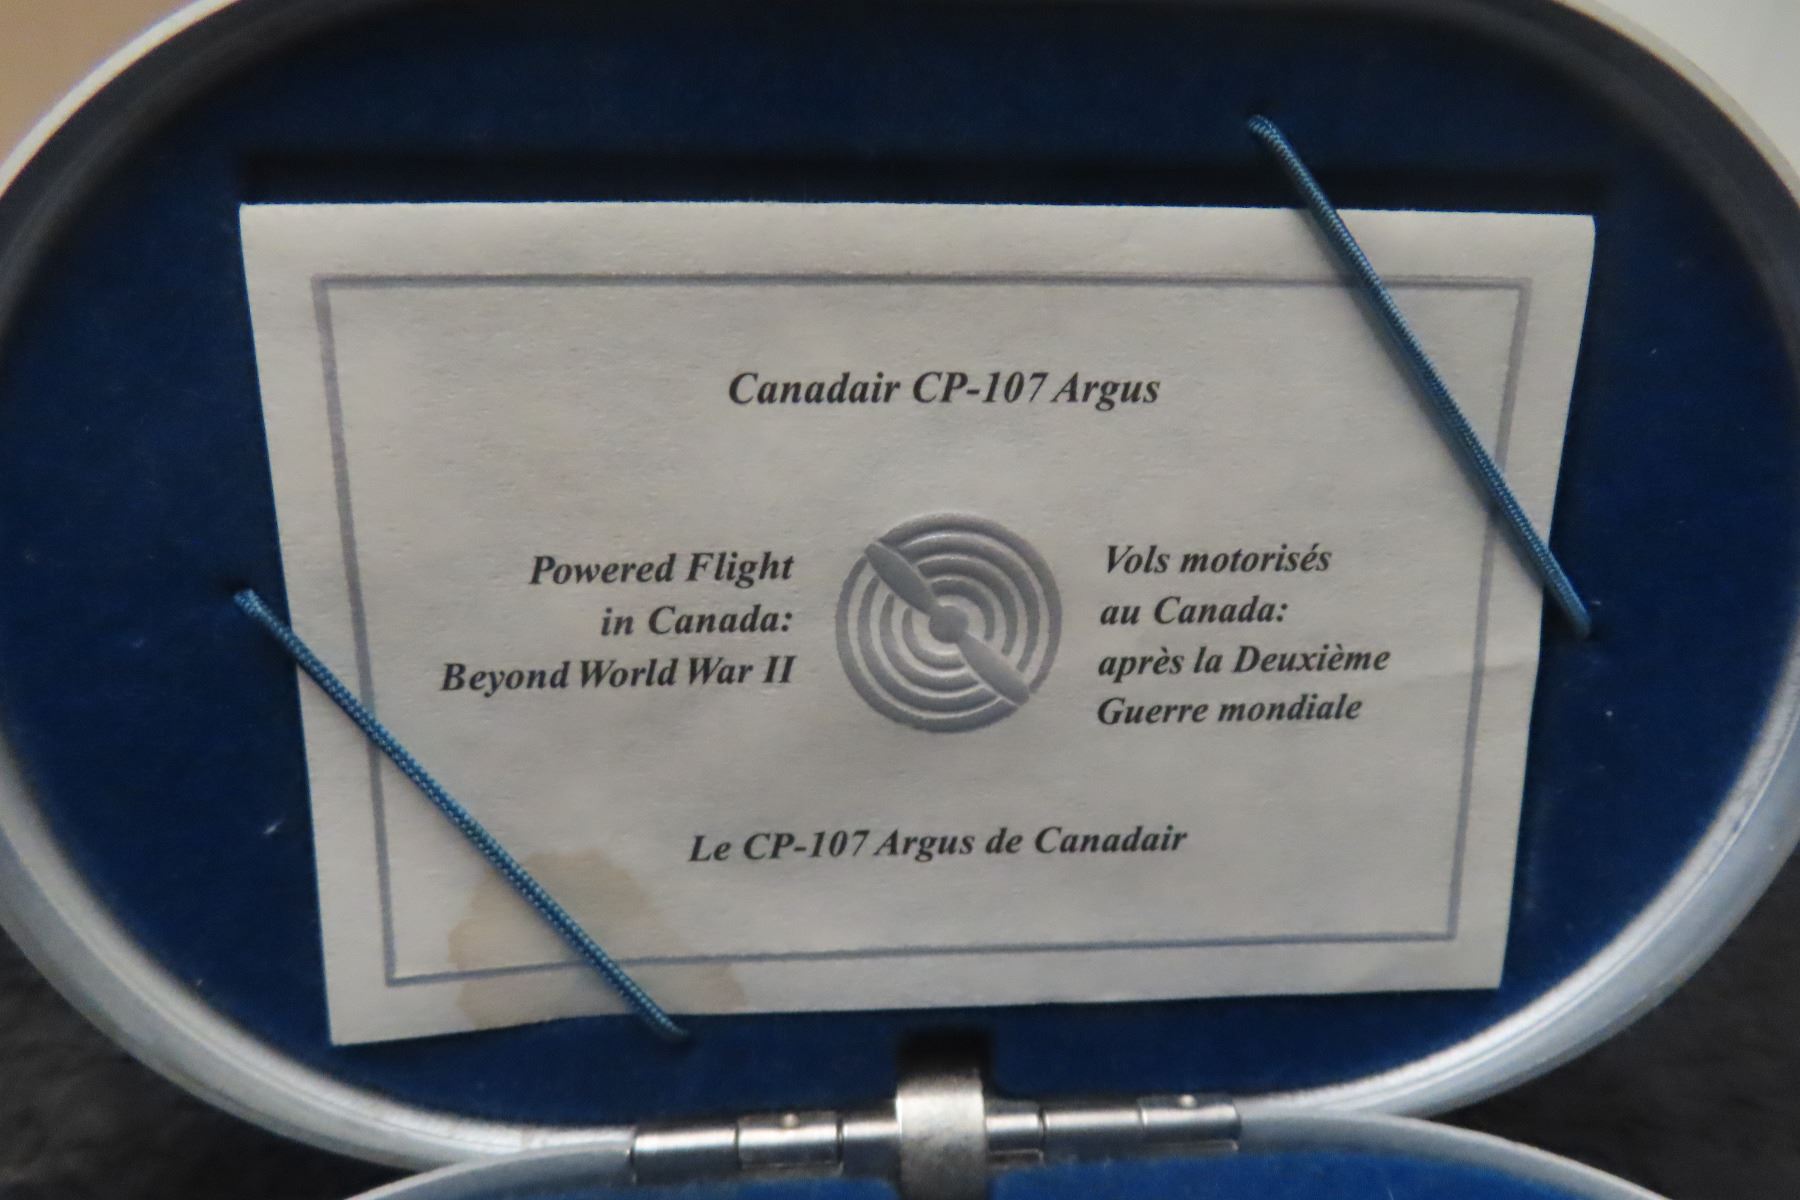 Canadair CP-107 Argus
Powered Flight
in Canada:
Beyond World War II
Vols motorisés
au Canada:
après la Deuxième
Guerre mondiale
Le CP-107 Argus de Canadair